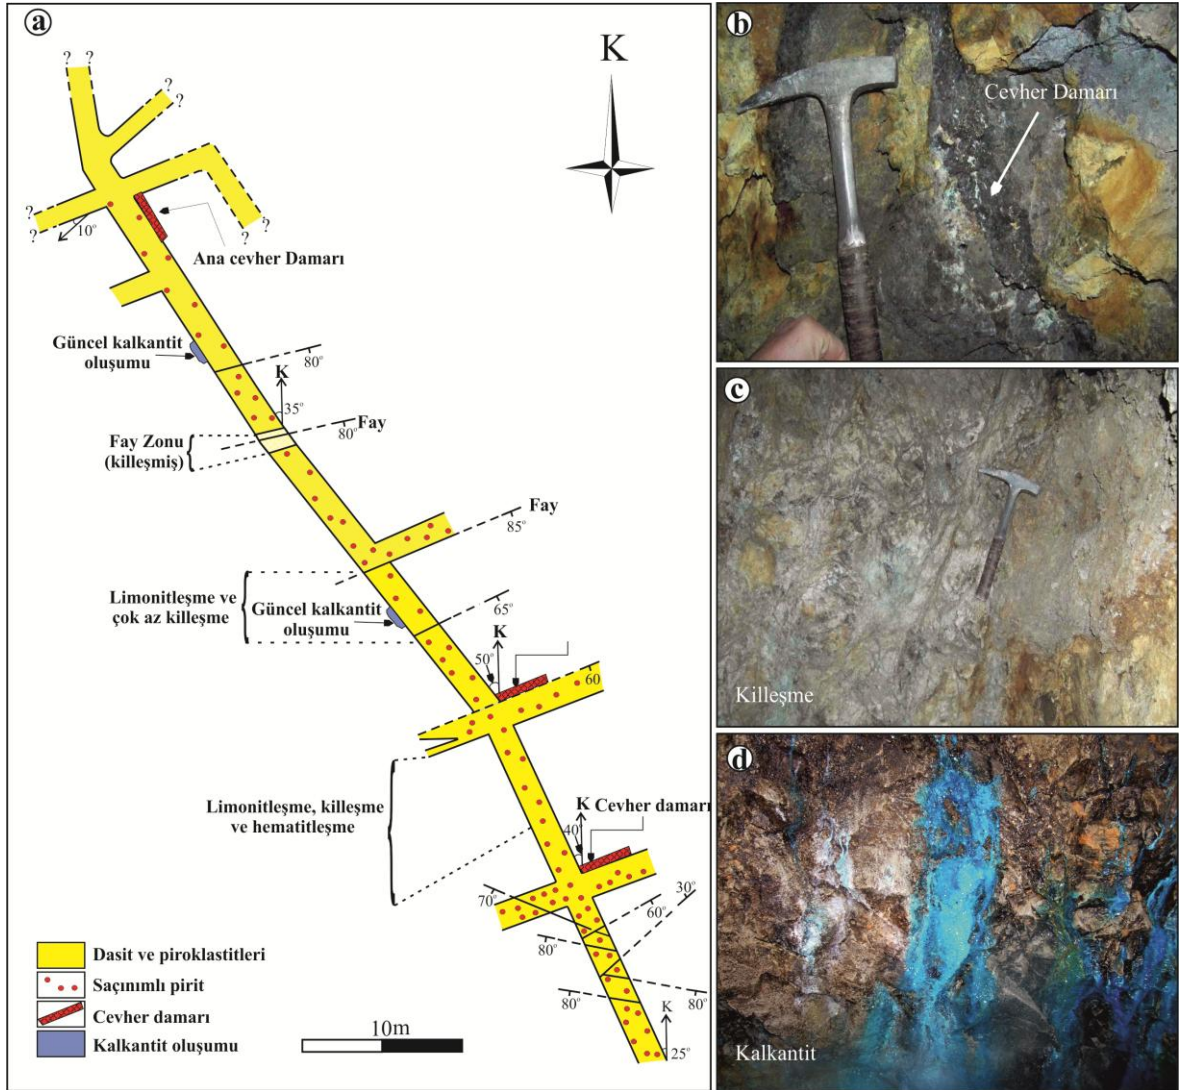 a
K
?
?
?
?
?
?
?
?
10°
Ana cevher Damarı
Güncel kalkantit
oluşumu
80°
K
35°
Fay
80°
Fay Zonu
(killeşmiş)
Fay
85°
Limonitleşme ve
çok az killeşme
Güncel kalkantit
oluşumu
65°
K
50°
60
Limonitleşme, killeşme
ve hematitleşme
K
Cevher damarı
40
70°
30°
60°
80°
80°
80°
K
25°
Dasit ve piroklastitleri
Saçınımlı pirit
Cevher damarı
Kalkantit oluşumu
10m
b
Cevher Damarı
c
Killeşme
d
Kalkantit